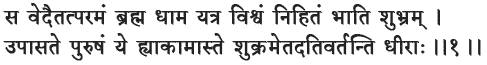 स वेदैतत्परमं ब्रह्म धाम यत्र विश्वं निहितं भाति शुभ्रम् ।
उपासते पुरुषं ये ह्यकामास्ते शुक्रमेतदतिवर्तन्ति धीराः ॥१॥